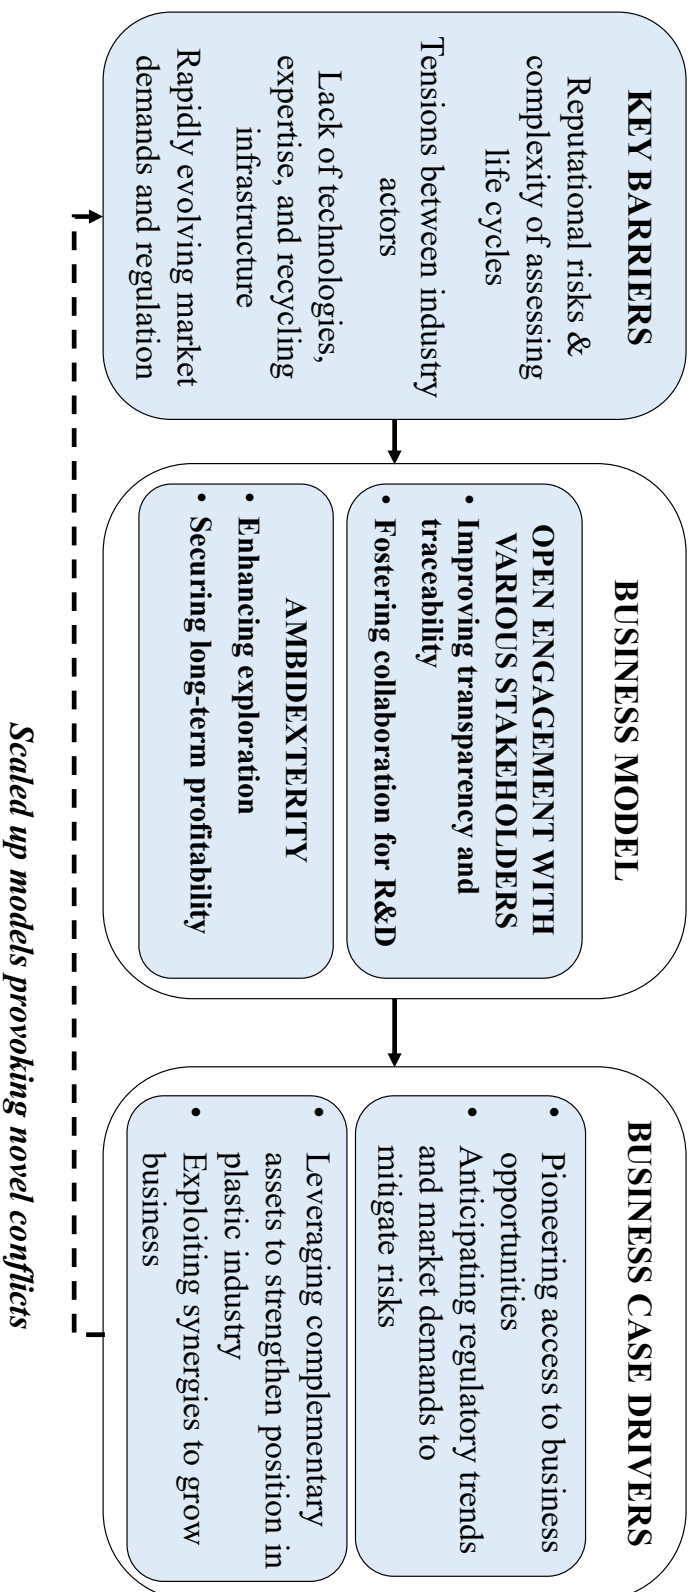 KEY BARRIERS
Reputational risks &
complexity of assessing
life cycles
Tensions between industry
actors
Lack of technologies,
expertise, and recycling
infrastructure
Rapidly evolving market
demands and regulation
BUSINESS MODEL
OPEN ENGAGEMENT WITH
VARIOUS STAKEHOLDERS
• Improving transparency and
traceability
• Fostering collaboration for R&D
AMBIDEXTERITY
• Enhancing exploration
• Securing long-term profitability
BUSINESS CASE DRIVERS
• Pioneering access to business
opportunities
• Anticipating regulatory trends
and market demands to
mitigate risks
• Leveraging complementary
assets to strengthen position in
plastic industry
• Exploiting synergies to grow
business
Scaled up models provoking novel conflicts